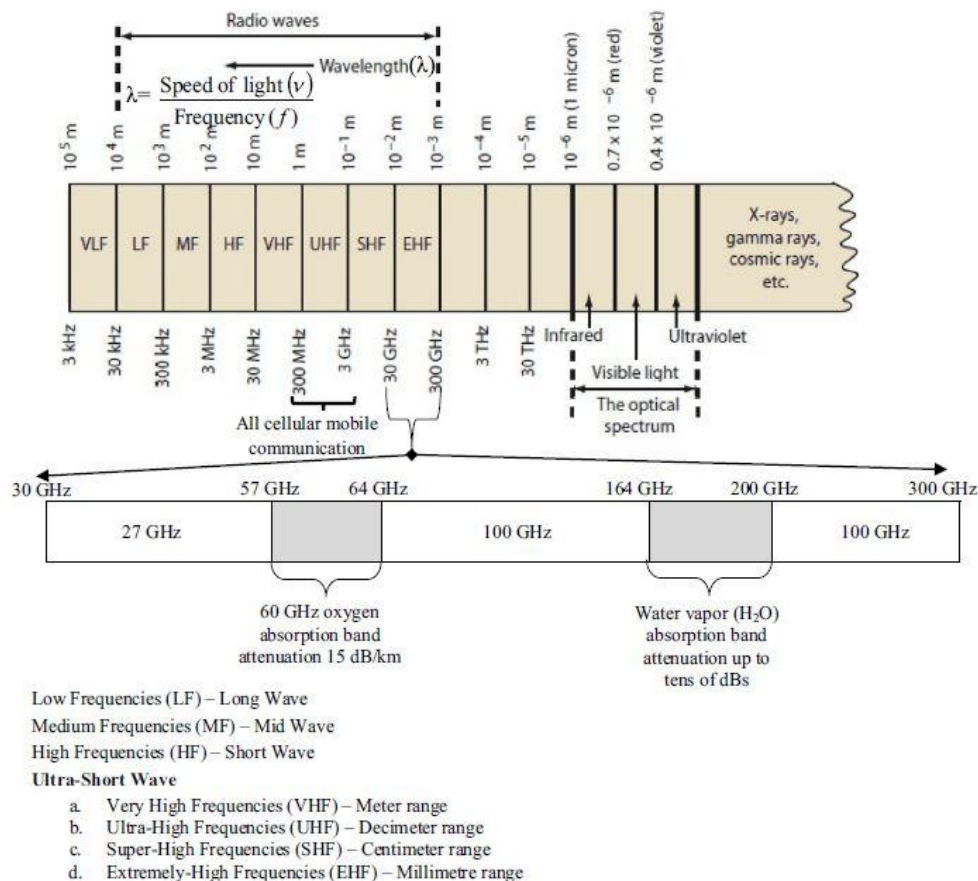 Radio waves
Wavelength(λ)
λ= Speed of light (ν)
Frequency (f)
10⁵ m
10⁴ m
10³ m
10² m
10 m
1 m
10⁻¹ m
10⁻² m
10⁻³ m
10⁻⁴ m
10⁻⁵ m
10⁻⁶ m (1 micron)
0.7 x 10⁻⁶ m (red)
0.4 x 10⁻⁶ m (violet)
VLF
LF
MF
HF
VHF
UHF
SHF
EHF
X-rays,
gamma rays,
cosmic rays,
etc.
3 kHz
30 kHz
300 kHz
3 MHz
30 MHz
300 MHz
3 GHz
30 GHz
300 GHz
3 THz
30 THz
Infrared
Ultraviolet
Visible light
The optical
spectrum
All cellular mobile
communication
30 GHz
57 GHz
64 GHz
164 GHz
200 GHz
300 GHz
27 GHz
100 GHz
100 GHz
60 GHz oxygen
absorption band
attenuation 15 dB/km
Water vapor (H₂O)
absorption band
attenuation up to
tens of dBs
Low Frequencies (LF) – Long Wave
Medium Frequencies (MF) – Mid Wave
High Frequencies (HF) – Short Wave
Ultra-Short Wave
a. Very High Frequencies (VHF) – Meter range
b. Ultra-High Frequencies (UHF) – Decimeter range
c. Super-High Frequencies (SHF) – Centimeter range
d. Extremely-High Frequencies (EHF) – Millimetre range